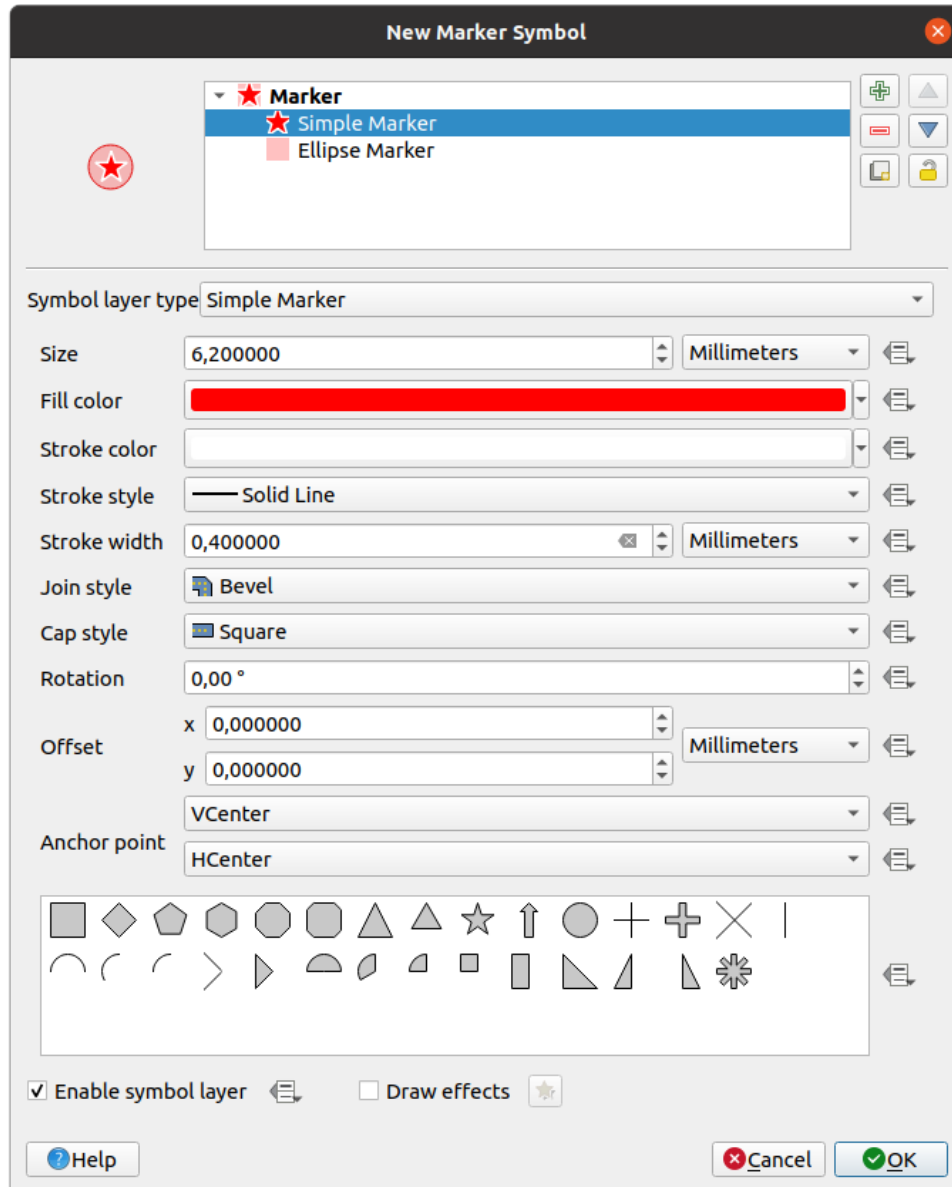 New Marker Symbol
Marker
Simple Marker
Ellipse Marker
Symbol layer type Simple Marker
Size 6,200000 Millimeters
Fill color
Stroke color
Stroke style Solid Line
Stroke width 0,400000 Millimeters
Join style Bevel
Cap style Square
Rotation 0,00 °
Offset x 0,000000 Millimeters
y 0,000000
Anchor point VCenter
HCenter
Enable symbol layer Draw effects
Help Cancel OK